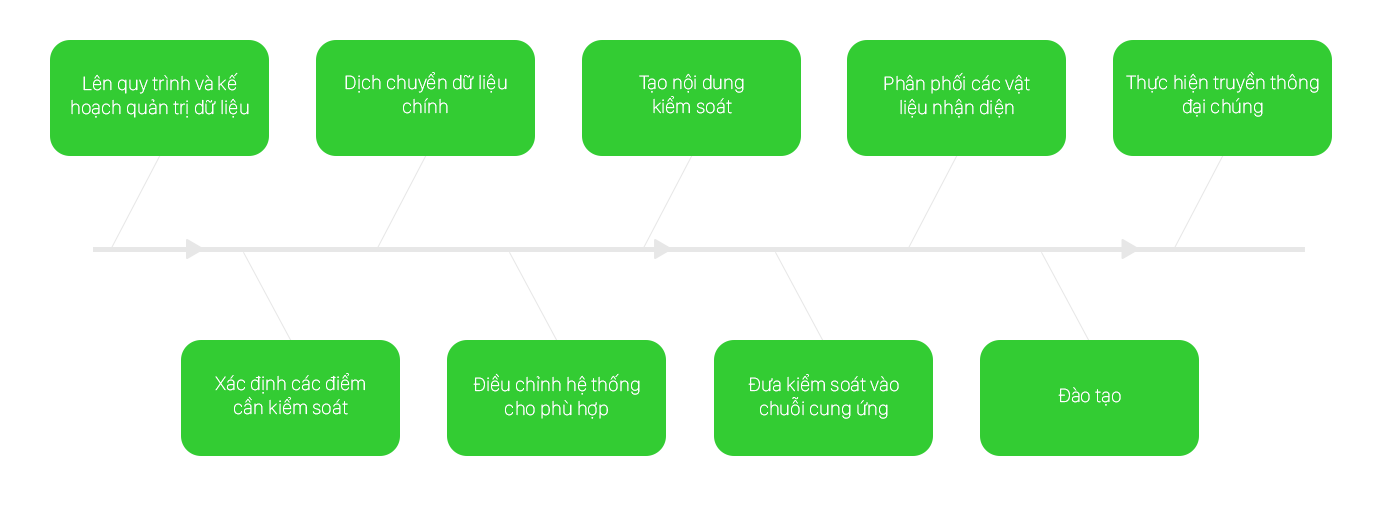 Lên quy trình và kế
hoạch quản trị dữ liệu
Dịch chuyển dữ liệu
chính
Tạo nội dung
kiểm soát
Phân phối các vật
liệu nhận diện
Thực hiện truyền thông
đại chúng
Xác định các điểm
cần kiểm soát
Điều chỉnh hệ thống
cho phù hợp
Đưa kiểm soát vào
chuỗi cung ứng
Đào tạo